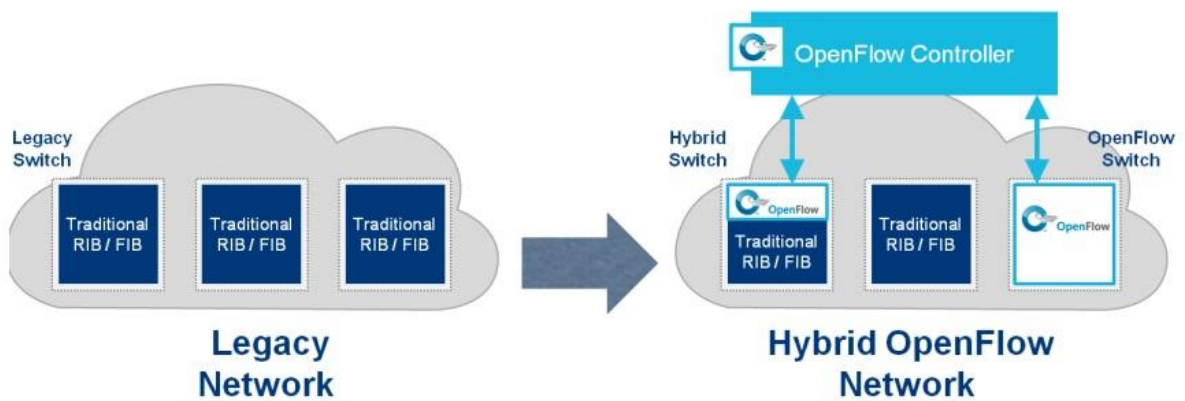 OpenFlow Controller
Legacy
Switch
Hybrid
Switch
OpenFlow
Switch
Traditional
RIB / FIB
Traditional
RIB / FIB
Traditional
RIB / FIB
OpenFlow
Traditional
RIB / FIB
Traditional
RIB / FIB
OpenFlow
Legacy
Network
Hybrid OpenFlow
Network